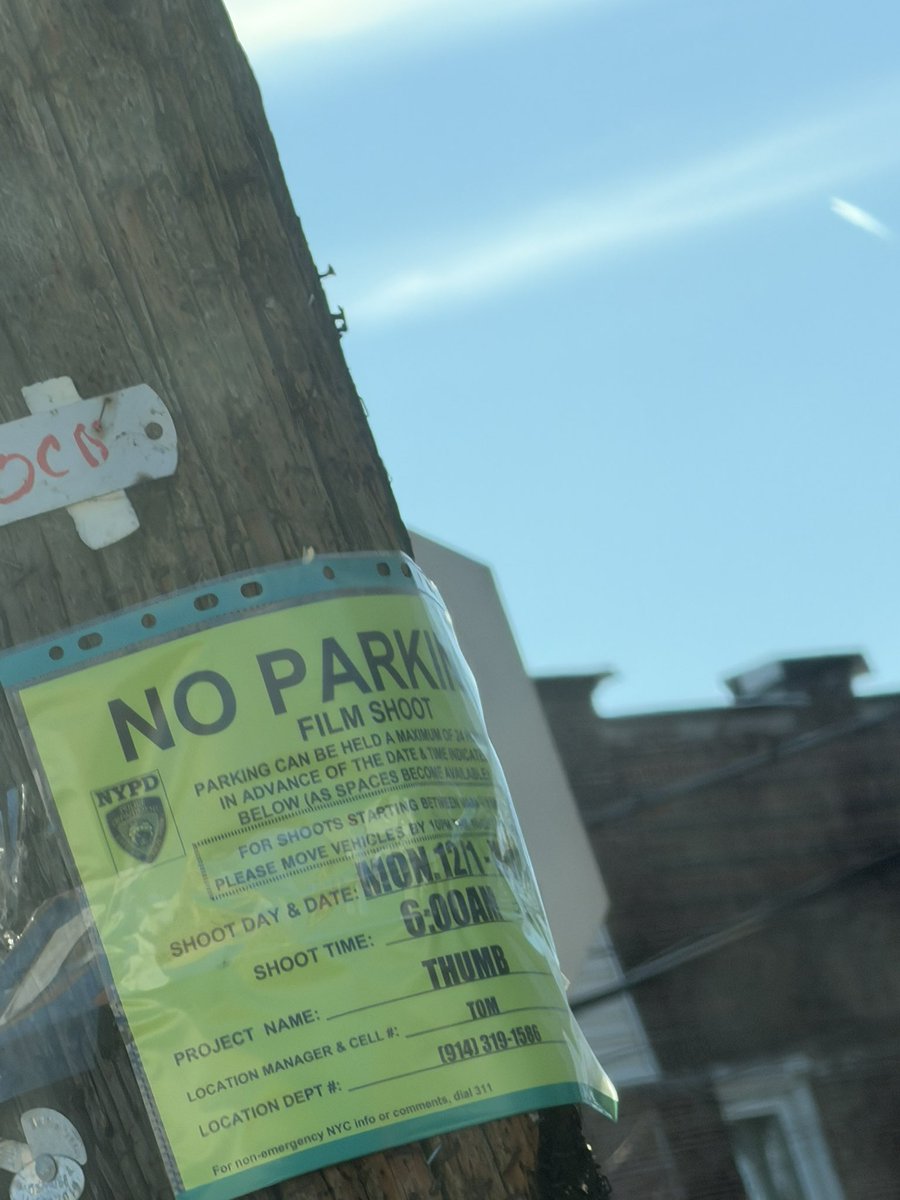 OCB
NO PARKIN
FILM SHOOT
PARKING CAN BE HELD A MAXIMUM OF 24
IN ADVANCE OF THE DATE & TIME INDICATE
BELOW (AS SPACES BECOME AVAILABLE
NYPD
FOR SHOOTS STARTING BETWEEN
PLEASE MOVE VEHICLES BY 10PM
SHOOT DAY & DATE: MON.12/1-
SHOOT TIME: 6:00AM
PROJECT NAME: THUMB
LOCATION MANAGER & CELL #: TOM
LOCATION DEPT #: (914) 319-1586
For non-emergency NYC info or comments, dial 311